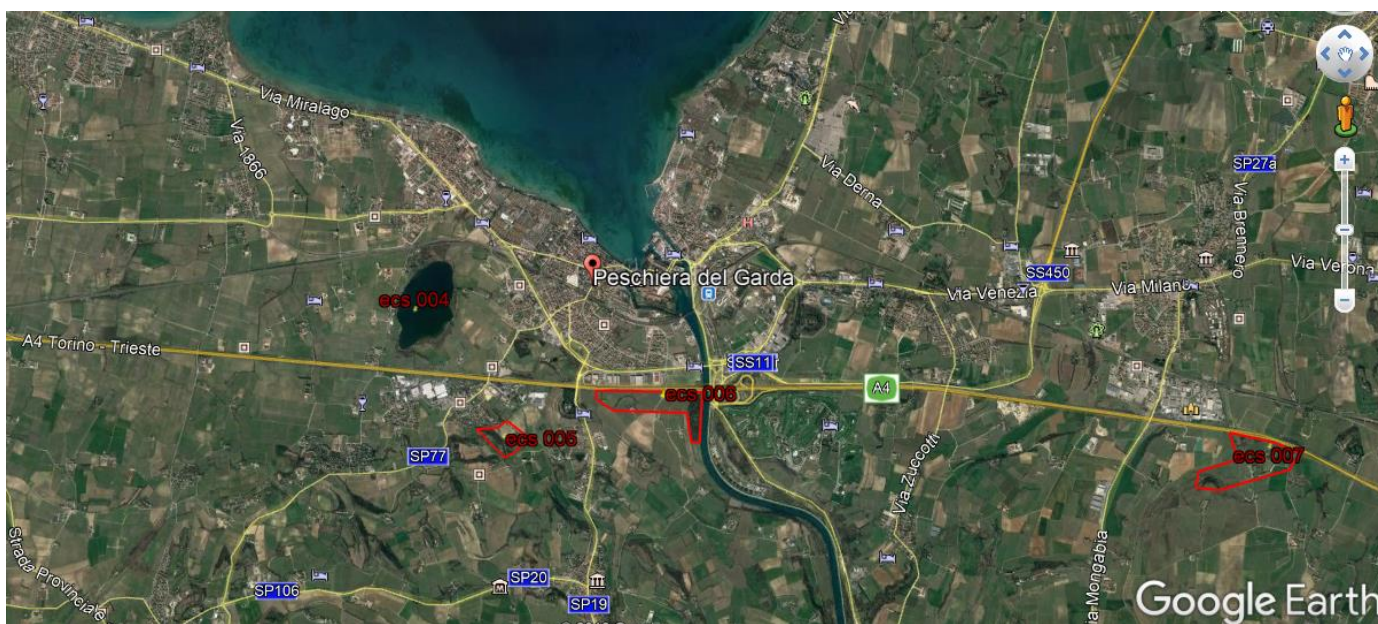 Via Miralago
Via 1866
Via Derna
SP27a
Via Brennero
Peschiera del Garda
ecs 004
SS450
Via Venezia
Via Milano
Via Verona
A4 Torino - Trieste
SS11
ecs 006
A4
ecs 005
SP77
Via Zuccotti
ecs 007
Strada Provinciale
SP106
SP20
SP19
Via Mongabia
Google Earth